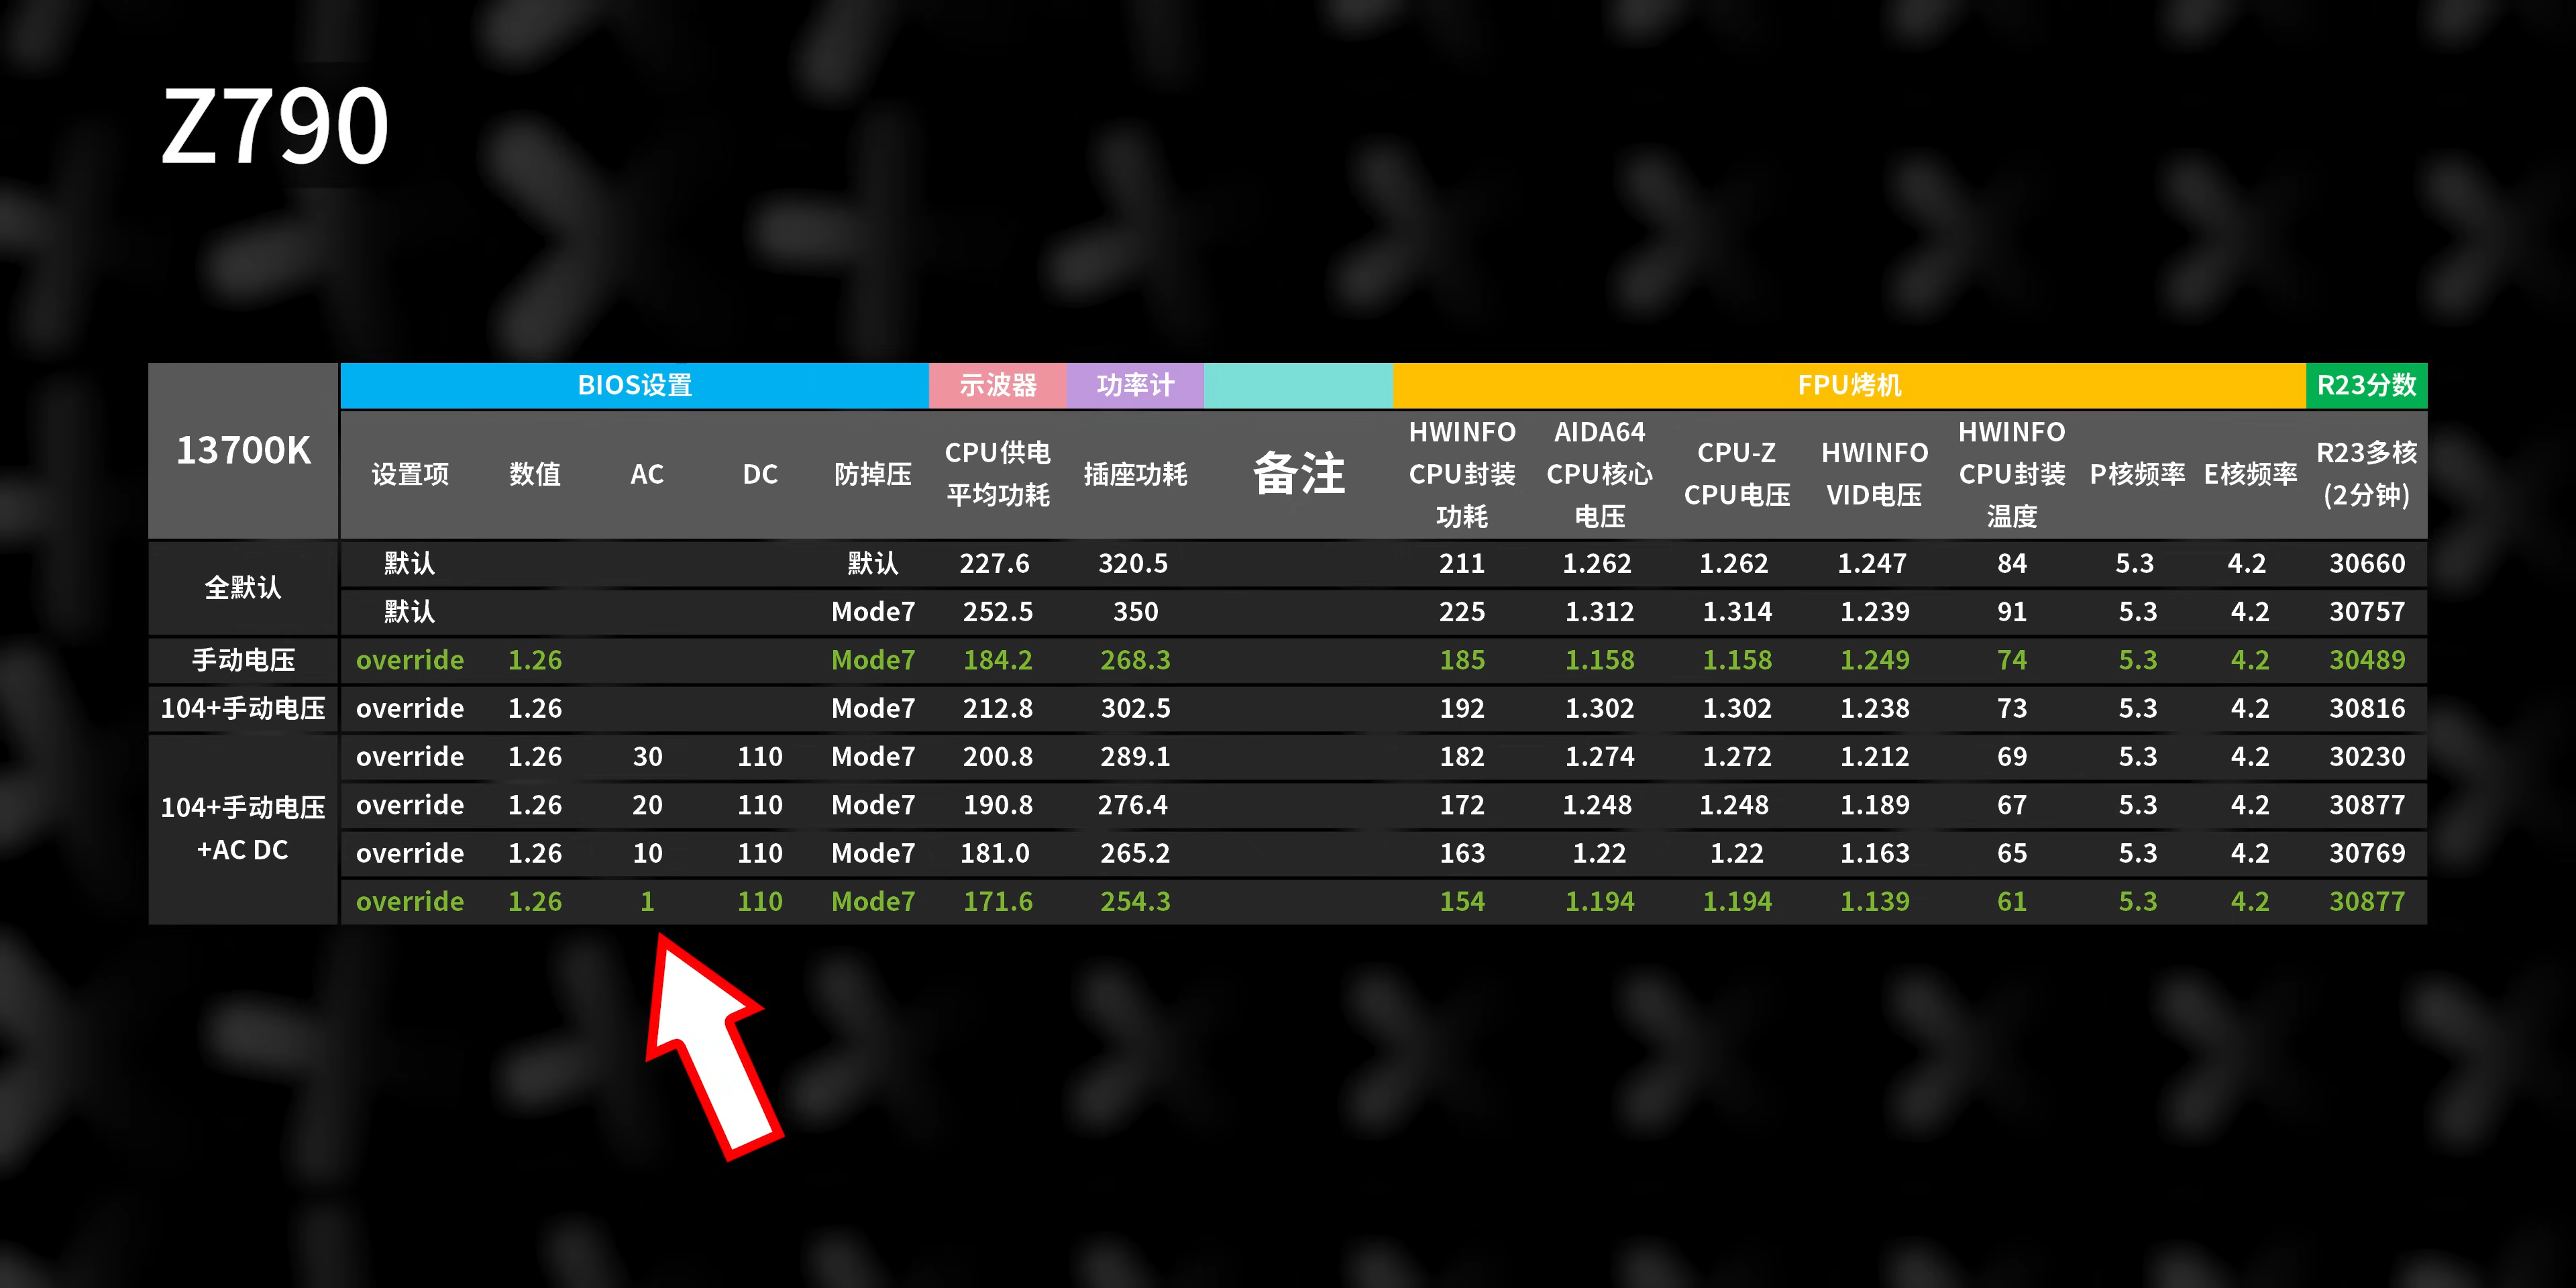 Z790
13700K
BIOS设置 示波器 功率计 FPU烤机 R23分数
设置项 数值 AC DC 防掉压 CPU供电平均功耗 插座功耗 备注 HWINFO CPU封装功耗 AIDA64 CPU核心电压 CPU-Z CPU电压 HWINFO VID电压 HWINFO CPU封装温度 P核频率 E核频率 R23多核(2分钟)
全默认
默认 默认 227.6 320.5 211 1.262 1.262 1.247 84 5.3 4.2 30660
默认 Mode7 252.5 350 225 1.312 1.314 1.239 91 5.3 4.2 30757
手动电压 override 1.26 Mode7 184.2 268.3 185 1.158 1.158 1.249 74 5.3 4.2 30489
104+手动电压 override 1.26 Mode7 212.8 302.5 192 1.302 1.302 1.238 73 5.3 4.2 30816
104+手动电压
+AC DC
override 1.26 30 110 Mode7 200.8 289.1 182 1.274 1.272 1.212 69 5.3 4.2 30230
override 1.26 20 110 Mode7 190.8 276.4 172 1.248 1.248 1.189 67 5.3 4.2 30877
override 1.26 10 110 Mode7 181.0 265.2 163 1.22 1.22 1.163 65 5.3 4.2 30769
override 1.26 1 110 Mode7 171.6 254.3 154 1.194 1.194 1.139 61 5.3 4.2 30877